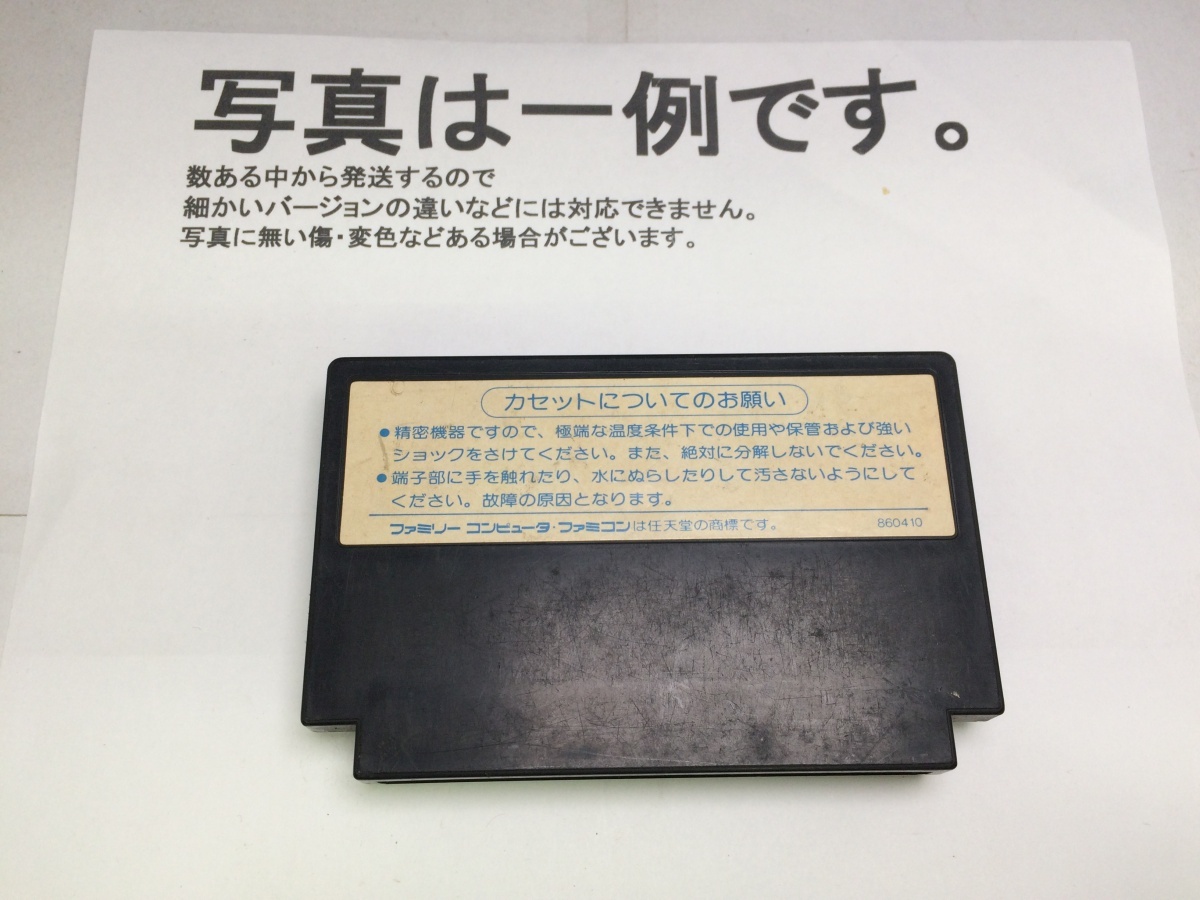 写真は一例です。
数ある中から発送するので
細かいバージョンの違いなどには対応できません。
写真に無い傷・変色などある場合がございます。
カセットについてのお願い
●精密機器ですので、極端な温度条件下での使用や保管および強い
ショックをさけてください。また、絶対に分解しないでください。
●端子部に手を触れたり、水にぬらしたりして汚さないようにして
ください。故障の原因となります。
ファミリー コンピュータ・ファミコンは任天堂の商標です。 860410